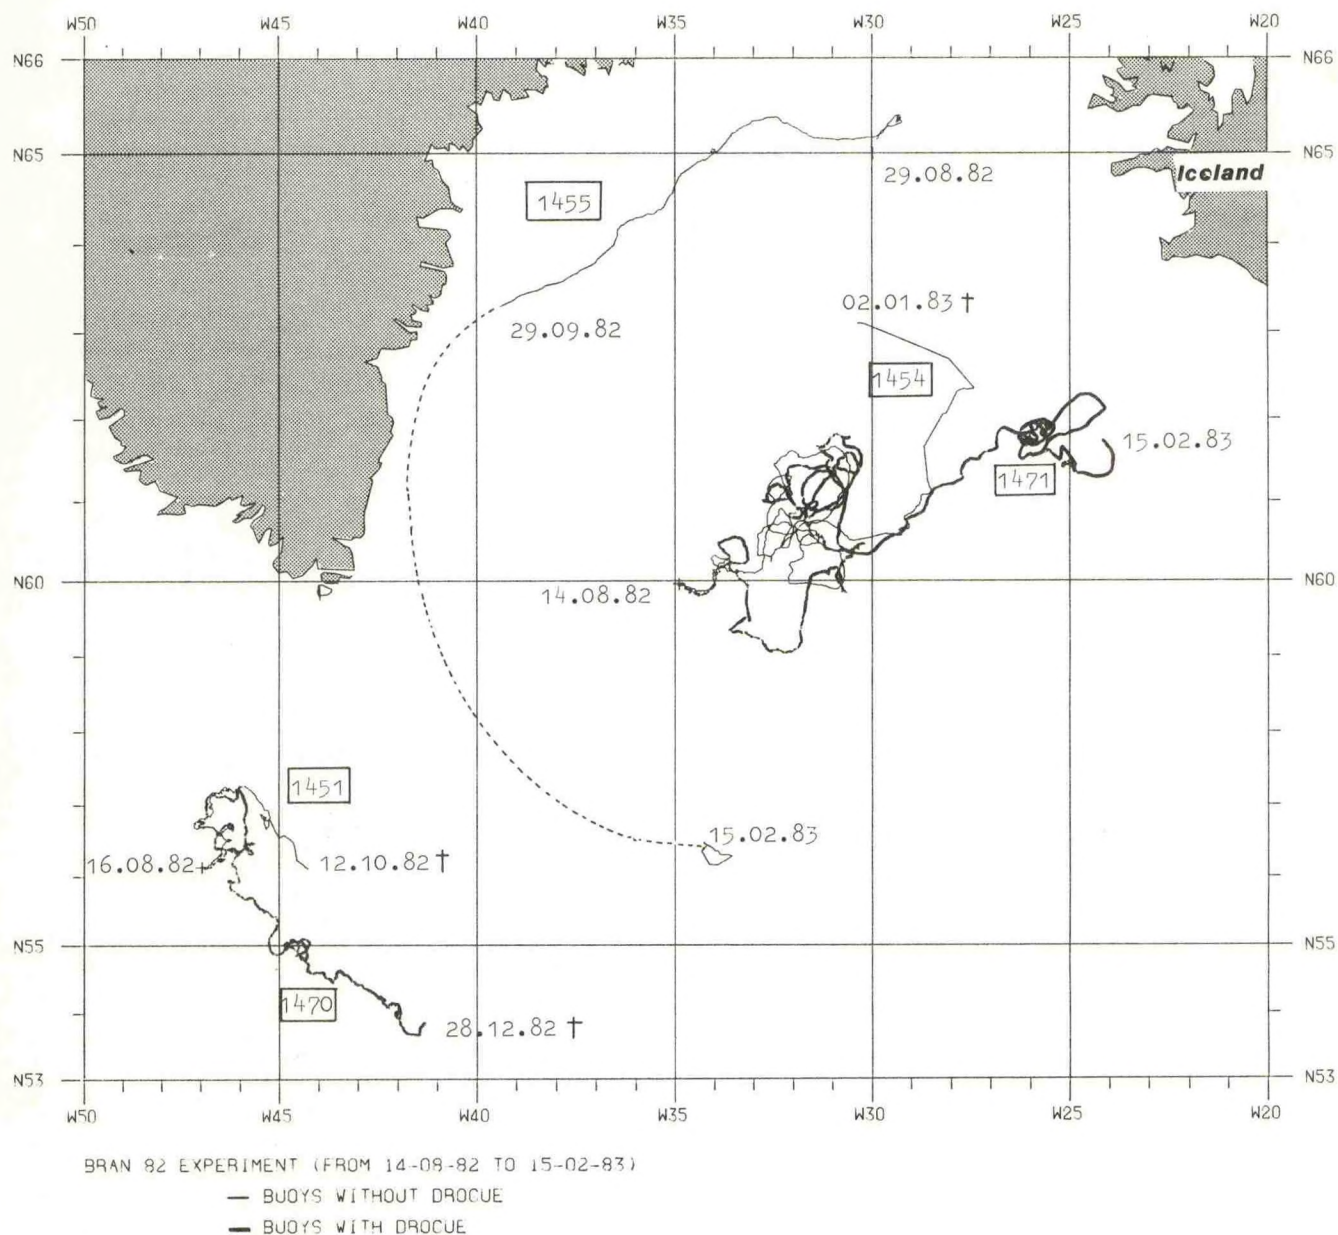 W50 W45 W40 W35 W30 W25 W20
N66 N66
N65 N65
Iceland
29.08.82
1455
02.01.83 †
29.09.82
1454
15.02.83
1471
N60 N60
14.08.82
1451
15.02.83
16.08.82 12.10.82 †
N55 N55
1470
28.12.82 †
N53 N53
W50 W45 W40 W35 W30 W25 W20
BRAN 82 EXPERIMENT (FROM 14-08-82 TO 15-02-83)
— BUOYS WITHOUT DROCUE
— BUOYS WITH DROCUE